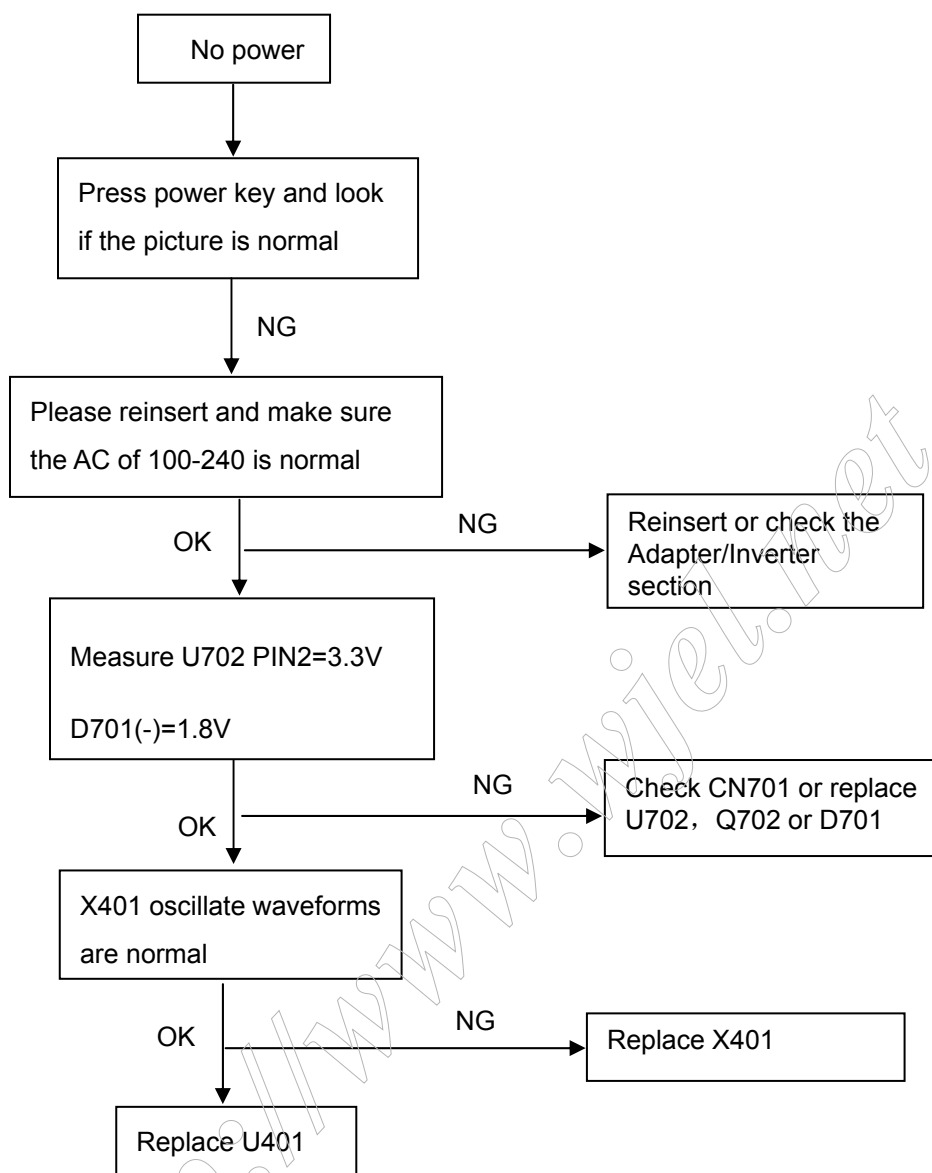 No power
Press power key and look
if the picture is normal
NG
Please reinsert and make sure
the AC of 100-240 is normal
OK
NG
Reinsert or check the
Adapter/Inverter
section
Measure U702 PIN2=3.3V
D701(-)=1.8V
OK
NG
Check CN701 or replace
U702，Q702 or D701
X401 oscillate waveforms
are normal
OK
NG
Replace X401
Replace U401
://www.wjel.net